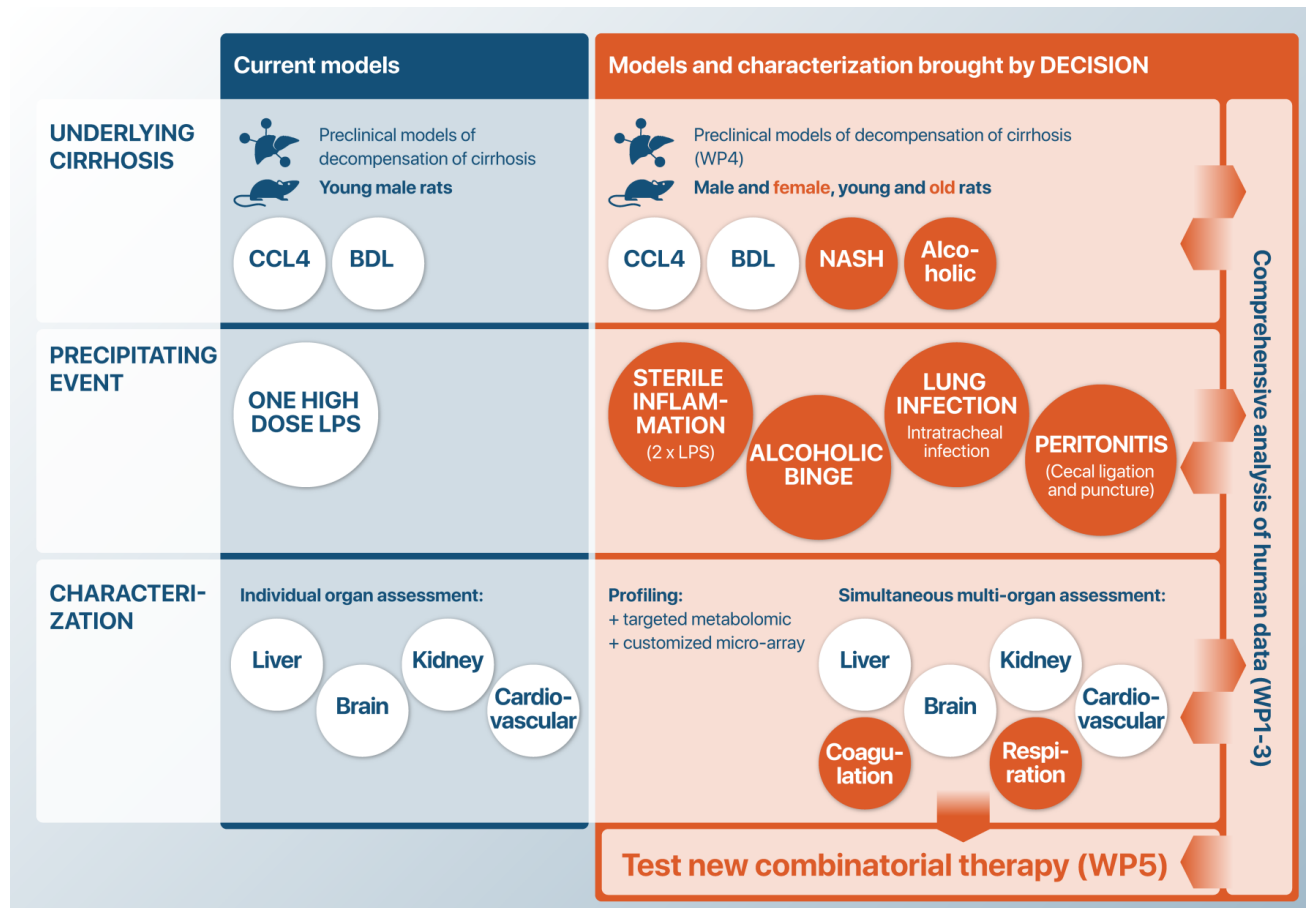 Current models
Models and characterization brought by DECISION
UNDERLYING
CIRRHOSIS
Preclinical models of
decompensation of cirrhosis
Young male rats
CCL4
BDL
Preclinical models of decompensation of cirrhosis
(WP4)
Male and female, young and old rats
CCL4
BDL
NASH
Alco-
holic
PRECIPITATING
EVENT
ONE HIGH
DOSE LPS
STERILE
INFLAM-
MATION
(2 x LPS)
ALCOHOLIC
BINGE
LUNG
INFECTION
Intratracheal
infection
PERITONITIS
(Cecal ligation
and puncture)
CHARACTERI-
ZATION
Individual organ assessment:
Liver
Brain
Kidney
Cardio-
vascular
Profiling:
+ targeted metabolomic
+ customized micro-array
Simultaneous multi-organ assessment:
Liver
Brain
Kidney
Cardio-
vascular
Coagu-
lation
Respi-
ration
Comprehensive analysis of human data (WP1-3)
Test new combinatorial therapy (WP5)